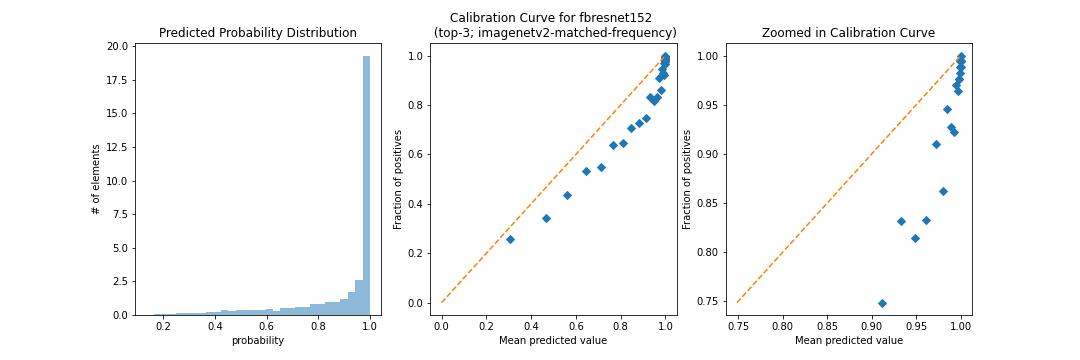 Predicted Probability Distribution
# of elements
20.0
17.5
15.0
12.5
10.0
7.5
5.0
2.5
0.0
0.2 0.4 0.6 0.8 1.0
probability
Calibration Curve for fbresnet152
(top-3; imagenetv2-matched-frequency)
Fraction of positives
1.0
0.8
0.6
0.4
0.2
0.0
0.0 0.2 0.4 0.6 0.8 1.0
Mean predicted value
Zoomed in Calibration Curve
Fraction of positives
1.00
0.95
0.90
0.85
0.80
0.75
0.75 0.80 0.85 0.90 0.95 1.00
Mean predicted value